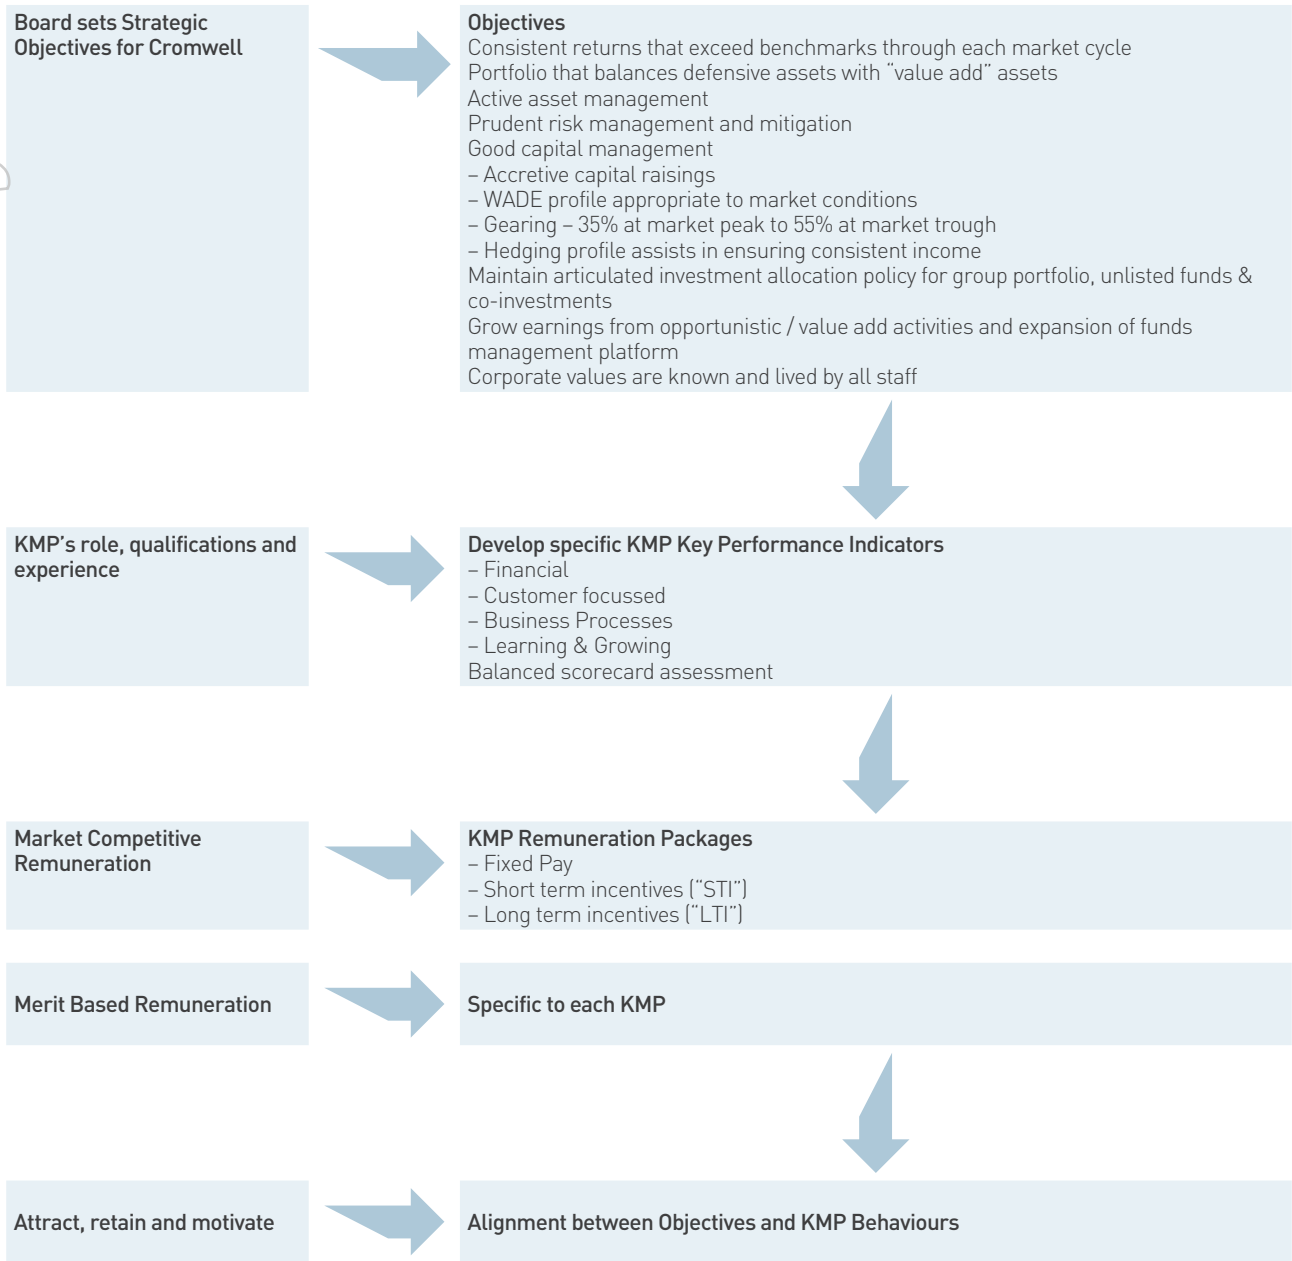 Board sets Strategic
Objectives for Cromwell
Objectives
Consistent returns that exceed benchmarks through each market cycle
Portfolio that balances defensive assets with “value add” assets
Active asset management
Prudent risk management and mitigation
Good capital management
– Accretive capital raisings
– WADE profile appropriate to market conditions
– Gearing – 35% at market peak to 55% at market trough
– Hedging profile assists in ensuring consistent income
Maintain articulated investment allocation policy for group portfolio, unlisted funds &
co-investments
Grow earnings from opportunistic / value add activities and expansion of funds
management platform
Corporate values are known and lived by all staff
KMP’s role, qualifications and
experience
Develop specific KMP Key Performance Indicators
– Financial
– Customer focussed
– Business Processes
– Learning & Growing
Balanced scorecard assessment
Market Competitive
Remuneration
KMP Remuneration Packages
– Fixed Pay
– Short term incentives (“STI”)
– Long term incentives (“LTI”)
Merit Based Remuneration
Specific to each KMP
Attract, retain and motivate
Alignment between Objectives and KMP Behaviours